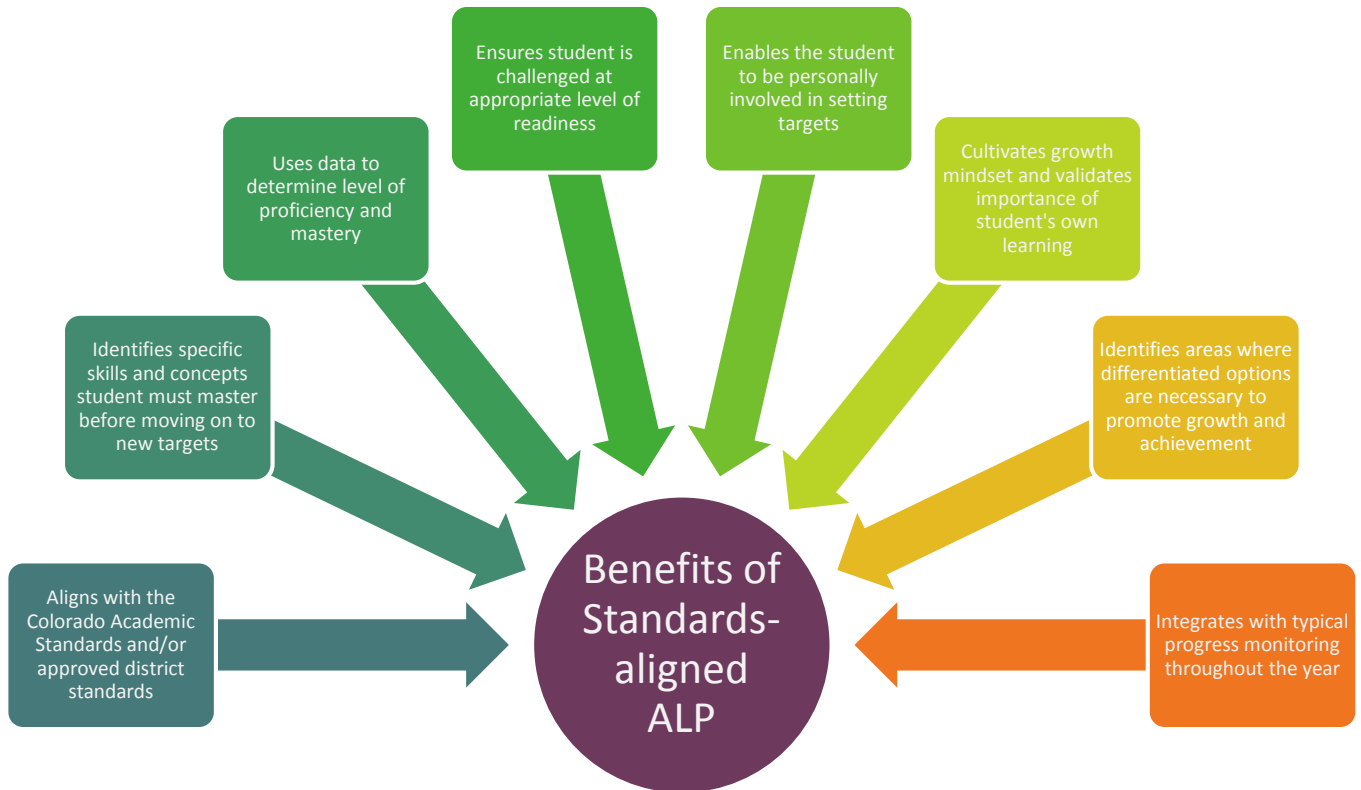 Aligns with the
Colorado Academic
Standards and/or
approved district
standards
Identifies specific
skills and concepts
student must master
before moving on to
new targets
Uses data to
determine level of
proficiency and
mastery
Ensures student is
challenged at
appropriate level of
readiness
Enables the student
to be personally
involved in setting
targets
Cultivates growth
mindset and validates
importance of
student's own
learning
Identifies areas where
differentiated options
are necessary to
promote growth and
achievement
Integrates with typical
progress monitoring
throughout the year
Benefits of
Standards-
aligned
ALP